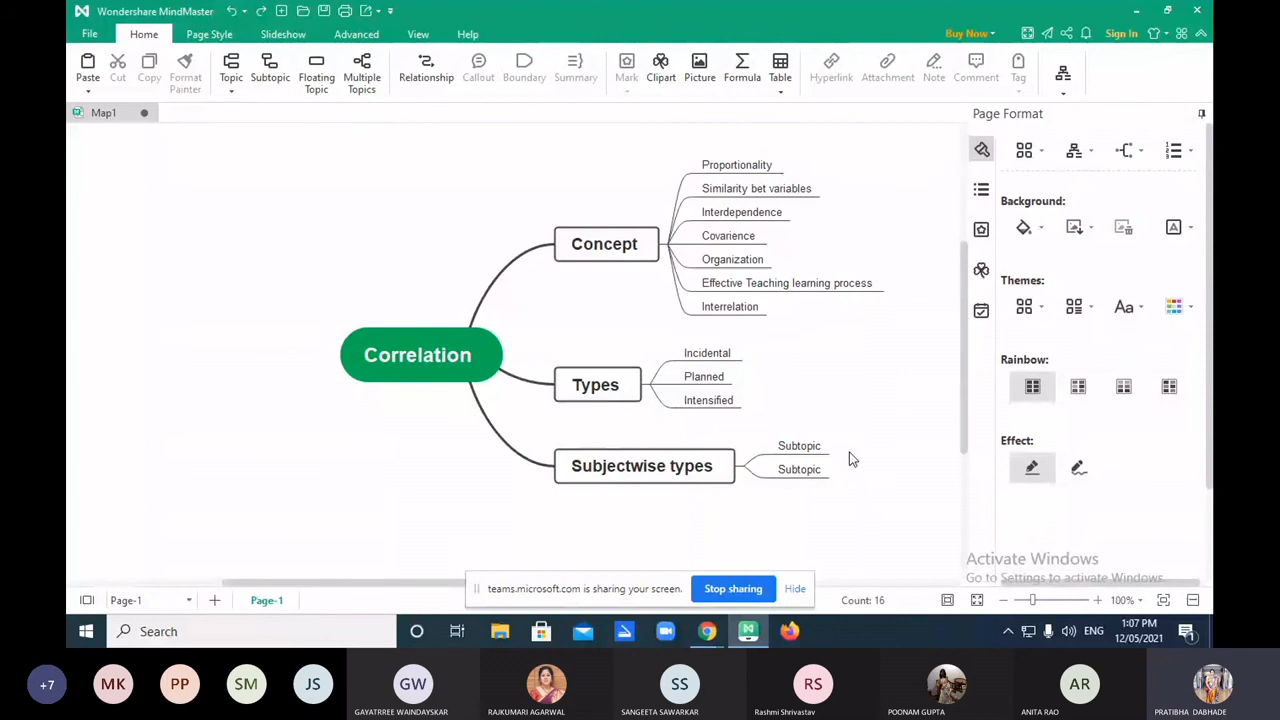 Wondershare MindMaster
File Home Page Style Slideshow Advanced View Help Buy Now Sign In
Paste Cut Copy Format Painter Topic Subtopic Floating Topic Multiple Topics Relationship Callout Boundary Summary Mark Clipart Picture Formula Table Hyperlink Attachment Note Comment Tag
Map1
Page Format
Proportionality
Similarity bet variables
Interdependence
Concept
Covarience
Organization
Effective Teaching learning process
Interrelation
Correlation
Incidental
Types
Planned
Intensified
Subjectwise types
Subtopic
Subtopic
Background:
Themes:
Aa
Rainbow:
Effect:
Activate Windows
Go to Settings to activate Windows.
teams.microsoft.com is sharing your screen. Stop sharing Hide
Page-1 Page-1 Count: 16 100%
Search ENG 1:07 PM
12/05/2021
1
+7 MK PP SM JS GW SS RS AR
GAYATRREE WAINDAYSKAR RAJKUMARI AGARWAL SANGEETA SAWARKAR Rashmi Shrivastav POONAM GUPTA ANITA RAO PRATIBHA DABHADE